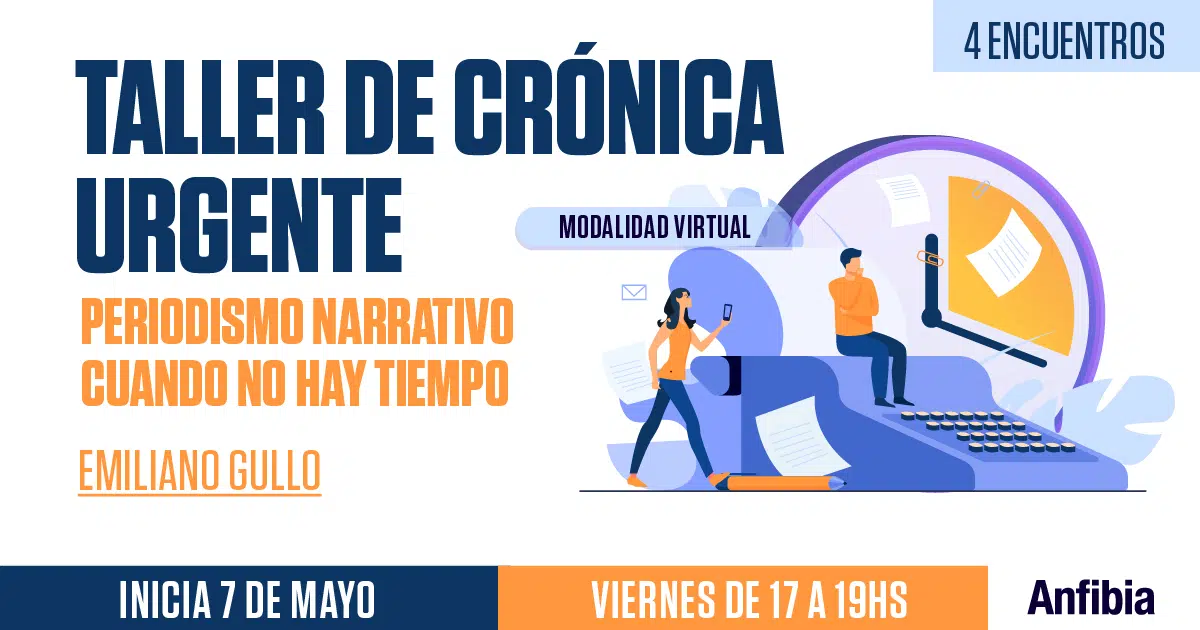 4 ENCUENTROS
TALLER DE CRÓNICA
URGENTE
MODALIDAD VIRTUAL
PERIODISMO NARRATIVO
CUANDO NO HAY TIEMPO
EMILIANO GULLO
INICIA 7 DE MAYO
VIERNES DE 17 A 19HS
Anfibia